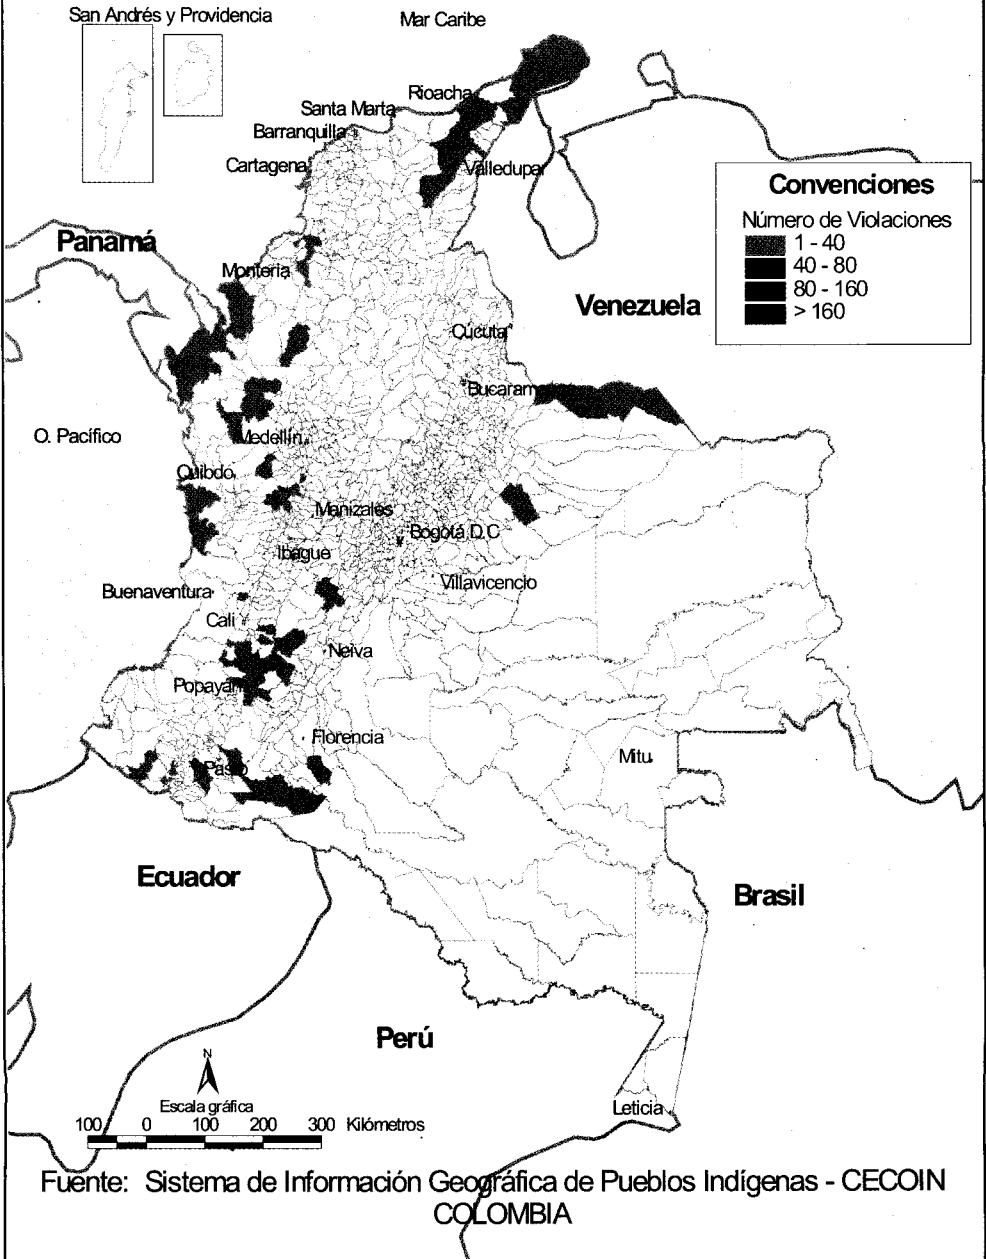 San Andrés y Providencia
Mar Caribe
Rioacha
Santa Marta
Barranquilla
Cartagena
Valledupar
Convenciones
Número de Violaciones
1 - 40
40 - 80
80 - 160
> 160
Panamá
Montería
Venezuela
Cúcuta
Bucaram
O. Pacífico
Medellín
Quibdo
Manizales
Bogotá D.C
Ibague
Villavicencio
Buenaventura
Cali
Neiva
Popayán
Florencia
Mitu
Pasto
Ecuador
Brasil
Perú
N
Escala gráfica
100 0 100 200 300 Kilómetros
Leticia
Fuente: Sistema de Información Geográfica de Pueblos Indígenas - CECOIN
COLOMBIA